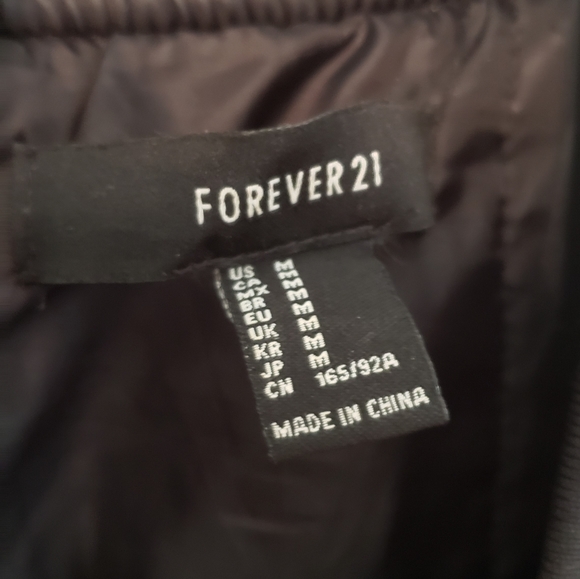 FOREVER 21
US M
CA M
MX M
BR M
EU M
UK M
KR M
JP M
CN 165/92A
MADE IN CHINA